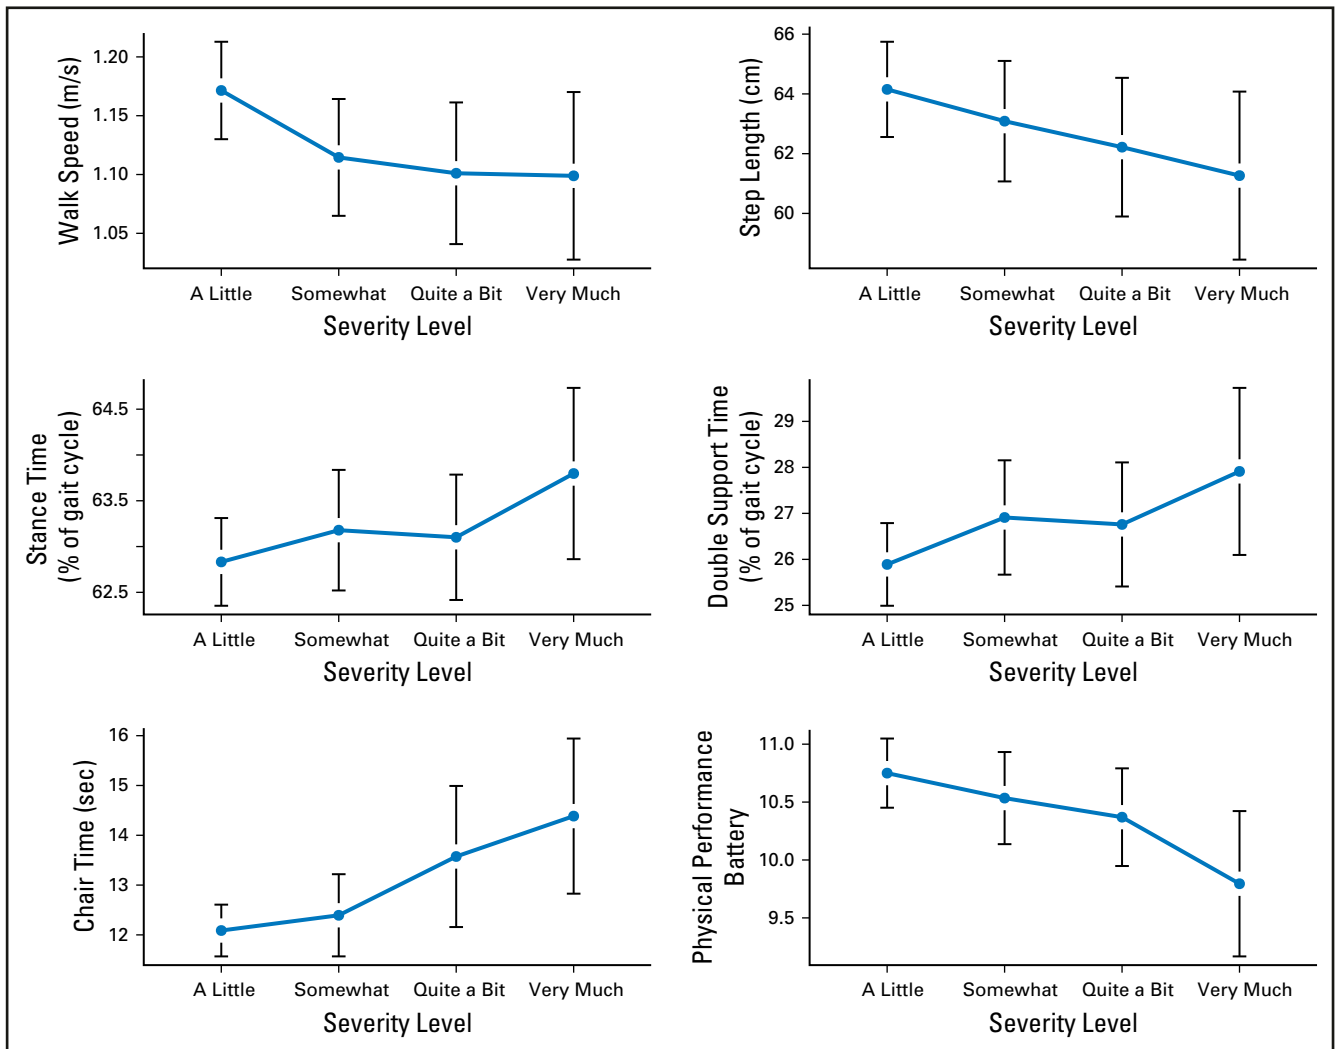 Walk Speed (m/s)
1.20
1.15
1.10
1.05
A Little Somewhat Quite a Bit Very Much
Severity Level
Step Length (cm)
66
64
62
60
A Little Somewhat Quite a Bit Very Much
Severity Level
Stance Time
(% of gait cycle)
64.5
63.5
62.5
A Little Somewhat Quite a Bit Very Much
Severity Level
Double Support Time
(% of gait cycle)
29
28
27
26
25
A Little Somewhat Quite a Bit Very Much
Severity Level
Chair Time (sec)
16
15
14
13
12
A Little Somewhat Quite a Bit Very Much
Severity Level
Physical Performance
Battery
11.0
10.5
10.0
9.5
A Little Somewhat Quite a Bit Very Much
Severity Level